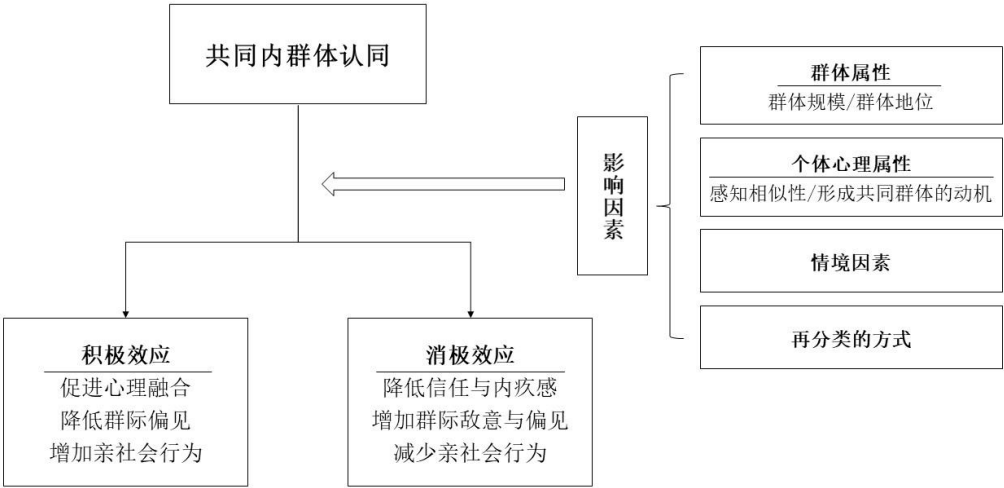 共同内群体认同
影响因素
群体属性
群体规模/群体地位
个体心理属性
感知相似性/形成共同群体的动机
情境因素
再分类的方式
积极效应
促进心理融合
降低群际偏见
增加亲社会行为
消极效应
降低信任与内疚感
增加群际敌意与偏见
减少亲社会行为